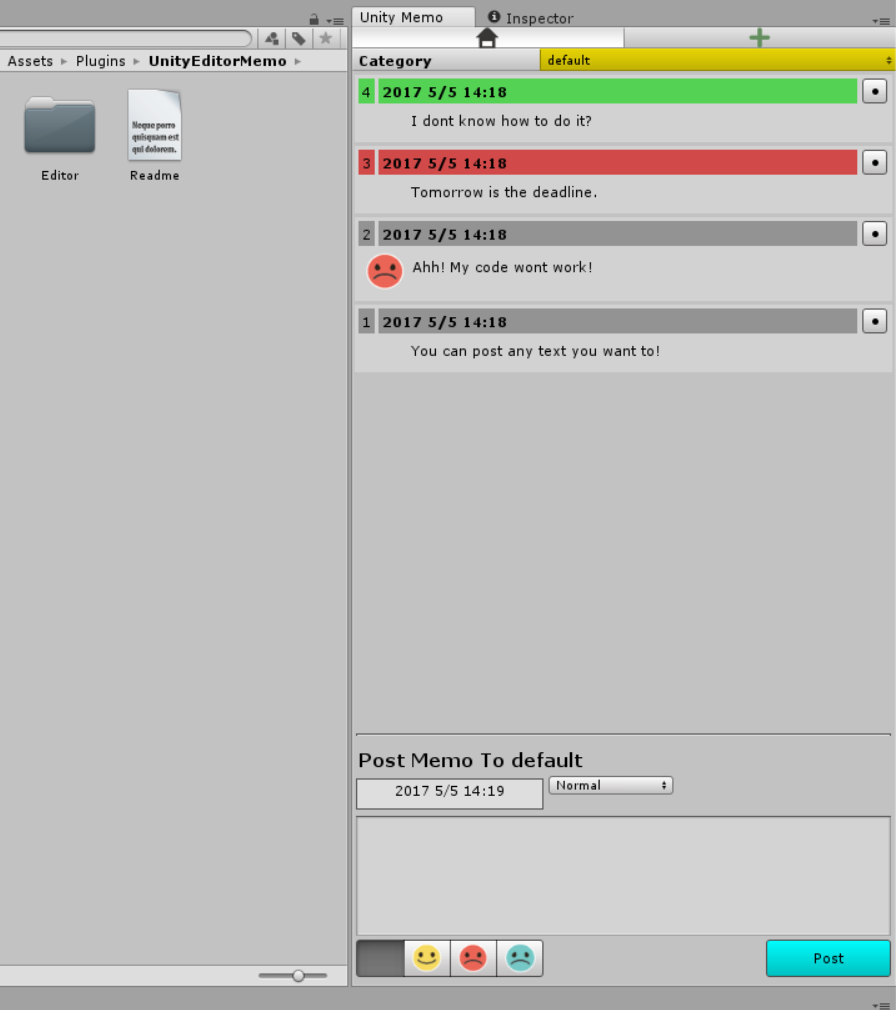 Unity Memo
Inspector
Assets Plugins UnityEditorMemo
Category default
4 2017 5/5 14:18
I dont know how to do it?
Neque porro
quisquam est
qui dolorem.
Editor Readme
3 2017 5/5 14:18
Tomorrow is the deadline.
2 2017 5/5 14:18
Ahh! My code wont work!
1 2017 5/5 14:18
You can post any text you want to!
Post Memo To default
2017 5/5 14:19 Normal
Post